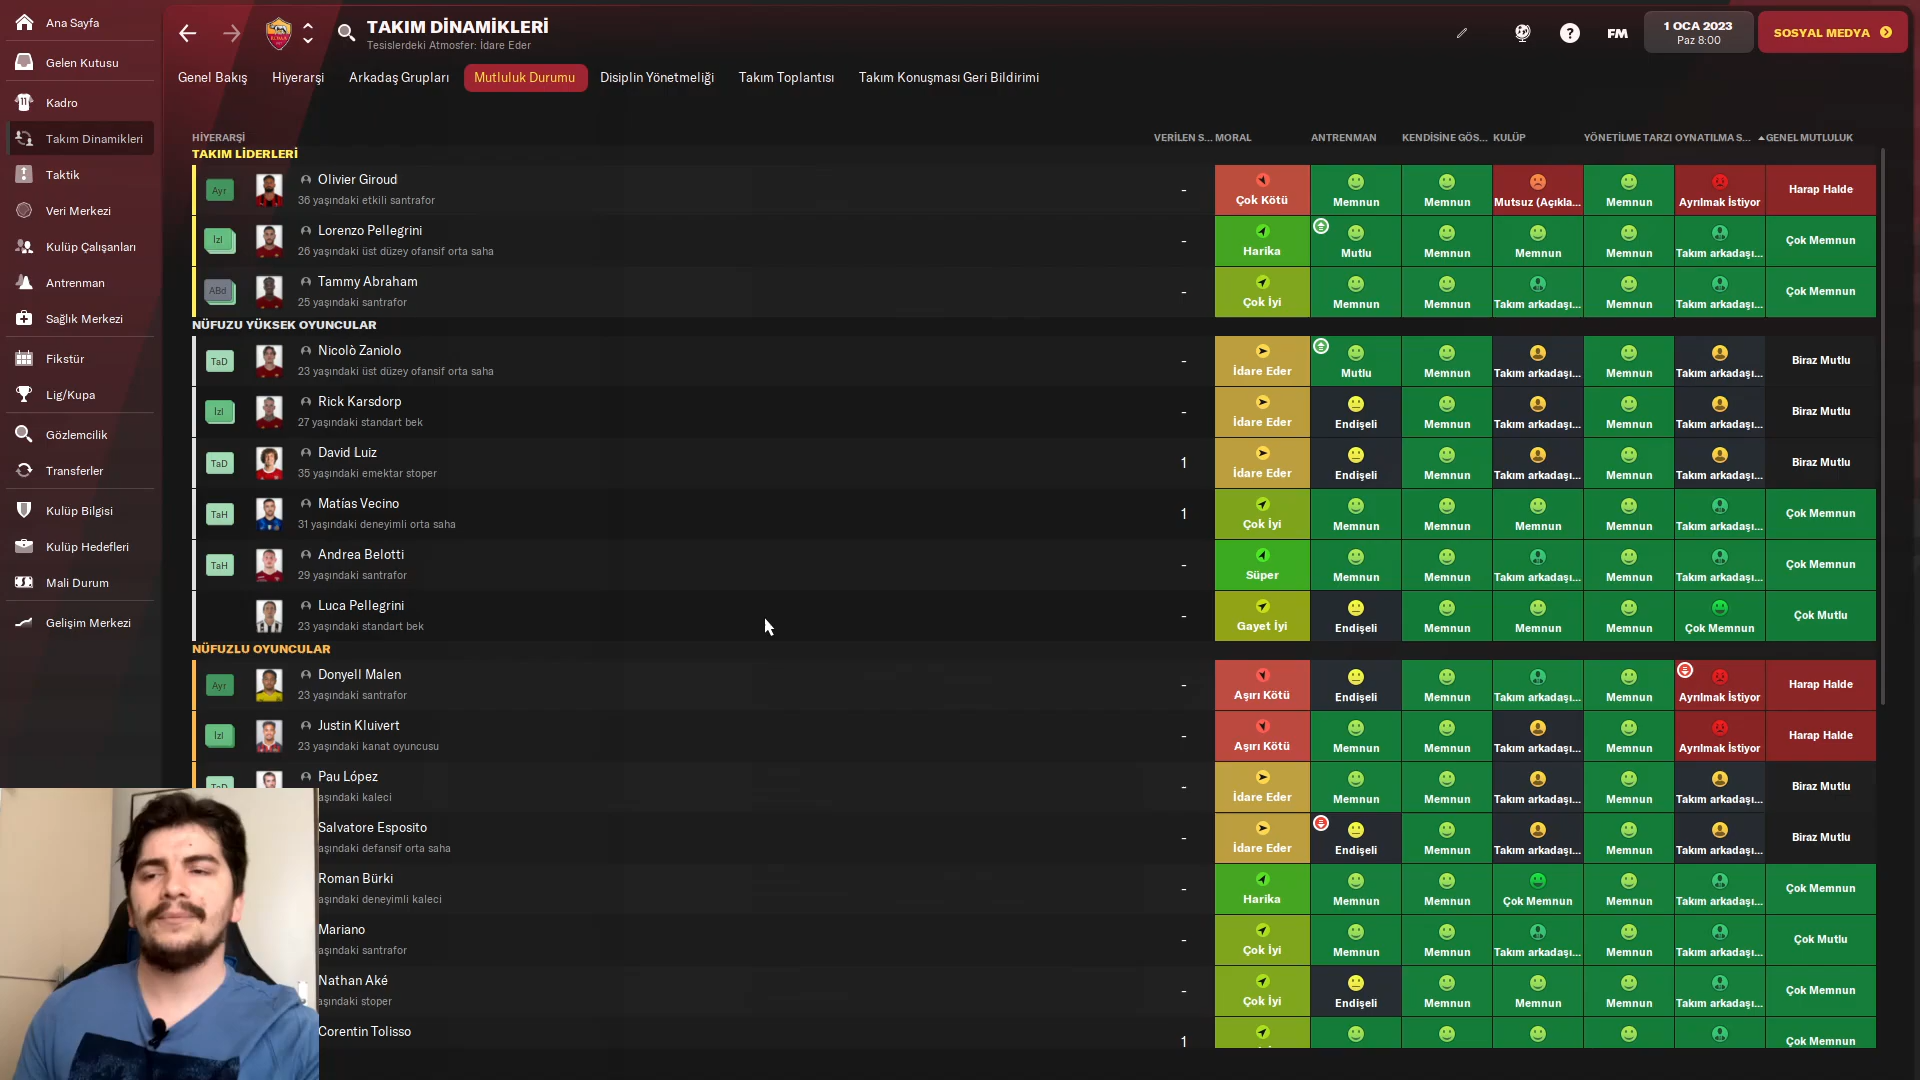 Ana Sayfa
Gelen Kutusu
Kadro
Takım Dinamikleri
Taktik
Veri Merkezi
Kulüp Çalışanları
Antrenman
Sağlık Merkezi
Fikstür
Lig/Kupa
Gözlemcilik
Transferler
Kulüp Bilgisi
Kulüp Hedefleri
Mali Durum
Gelişim Merkezi
TAKIM DİNAMİKLERİ
Tesislerdeki Atmosfer: İdare Eder
? FM
1 OCA 2023
Paz 8:00
SOSYAL MEDYA
Genel Bakış Hiyerarşi Arkadaş Grupları Mutluluk Durumu Disiplin Yönetmeliği Takım Toplantısı Takım Konuşması Geri Bildirimi
HİYERARŞİ VERİLEN S... MORAL ANTRENMAN KENDİSİNE GÖS... KULÜP YÖNETİLME TARZI OYNATILMA S... GENEL MUTLULUK
TAKIM LİDERLERİ
Ayr Olivier Giroud
36 yaşındaki etkili santrafor
- Çok Kötü Memnun Memnun Mutsuz (Açıkla... Memnun Ayrılmak İstiyor Harap Halde
İzl Lorenzo Pellegrini
26 yaşındaki üst düzey ofansif orta saha
- Harika Mutlu Memnun Memnun Memnun Takım arkadaşı... Çok Memnun
ABd Tammy Abraham
25 yaşındaki santrafor
- Çok İyi Memnun Memnun Takım arkadaşı... Memnun Takım arkadaşı... Çok Memnun
NÜFUZU YÜKSEK OYUNCULAR
TaD Nicolò Zaniolo
23 yaşındaki üst düzey ofansif orta saha
- İdare Eder Mutlu Memnun Takım arkadaşı... Memnun Takım arkadaşı... Biraz Mutlu
İzl Rick Karsdorp
27 yaşındaki standart bek
- İdare Eder Endişeli Memnun Takım arkadaşı... Memnun Takım arkadaşı... Biraz Mutlu
TaD David Luiz
35 yaşındaki emektar stoper
1 İdare Eder Endişeli Memnun Takım arkadaşı... Memnun Takım arkadaşı... Biraz Mutlu
TaH Matías Vecino
31 yaşındaki deneyimli orta saha
1 Çok İyi Memnun Memnun Memnun Memnun Takım arkadaşı... Çok Memnun
TaH Andrea Belotti
29 yaşındaki santrafor
- Süper Memnun Memnun Takım arkadaşı... Memnun Takım arkadaşı... Çok Memnun
Luca Pellegrini
23 yaşındaki standart bek
- Gayet İyi Endişeli Memnun Memnun Memnun Çok Memnun Çok Mutlu
NÜFUZLU OYUNCULAR
Ayr Donyell Malen
23 yaşındaki santrafor
- Aşırı Kötü Endişeli Memnun Takım arkadaşı... Memnun Ayrılmak İstiyor Harap Halde
İzl Justin Kluivert
23 yaşındaki kanat oyuncusu
- Aşırı Kötü Memnun Memnun Takım arkadaşı... Memnun Ayrılmak İstiyor Harap Halde
Pau López
aşındaki kaleci
- İdare Eder Memnun Memnun Takım arkadaşı... Memnun Takım arkadaşı... Biraz Mutlu
Salvatore Esposito
aşındaki defansif orta saha
- İdare Eder Endişeli Memnun Takım arkadaşı... Memnun Takım arkadaşı... Biraz Mutlu
Roman Bürki
aşındaki deneyimli kaleci
- Harika Memnun Memnun Çok Memnun Memnun Takım arkadaşı... Çok Memnun
Mariano
aşındaki santrafor
- Çok İyi Memnun Memnun Takım arkadaşı... Memnun Takım arkadaşı... Çok Mutlu
Nathan Aké
aşındaki stoper
- Çok İyi Endişeli Memnun Memnun Memnun Takım arkadaşı... Çok Memnun
Corentin Tolisso
1 Çok Memnun